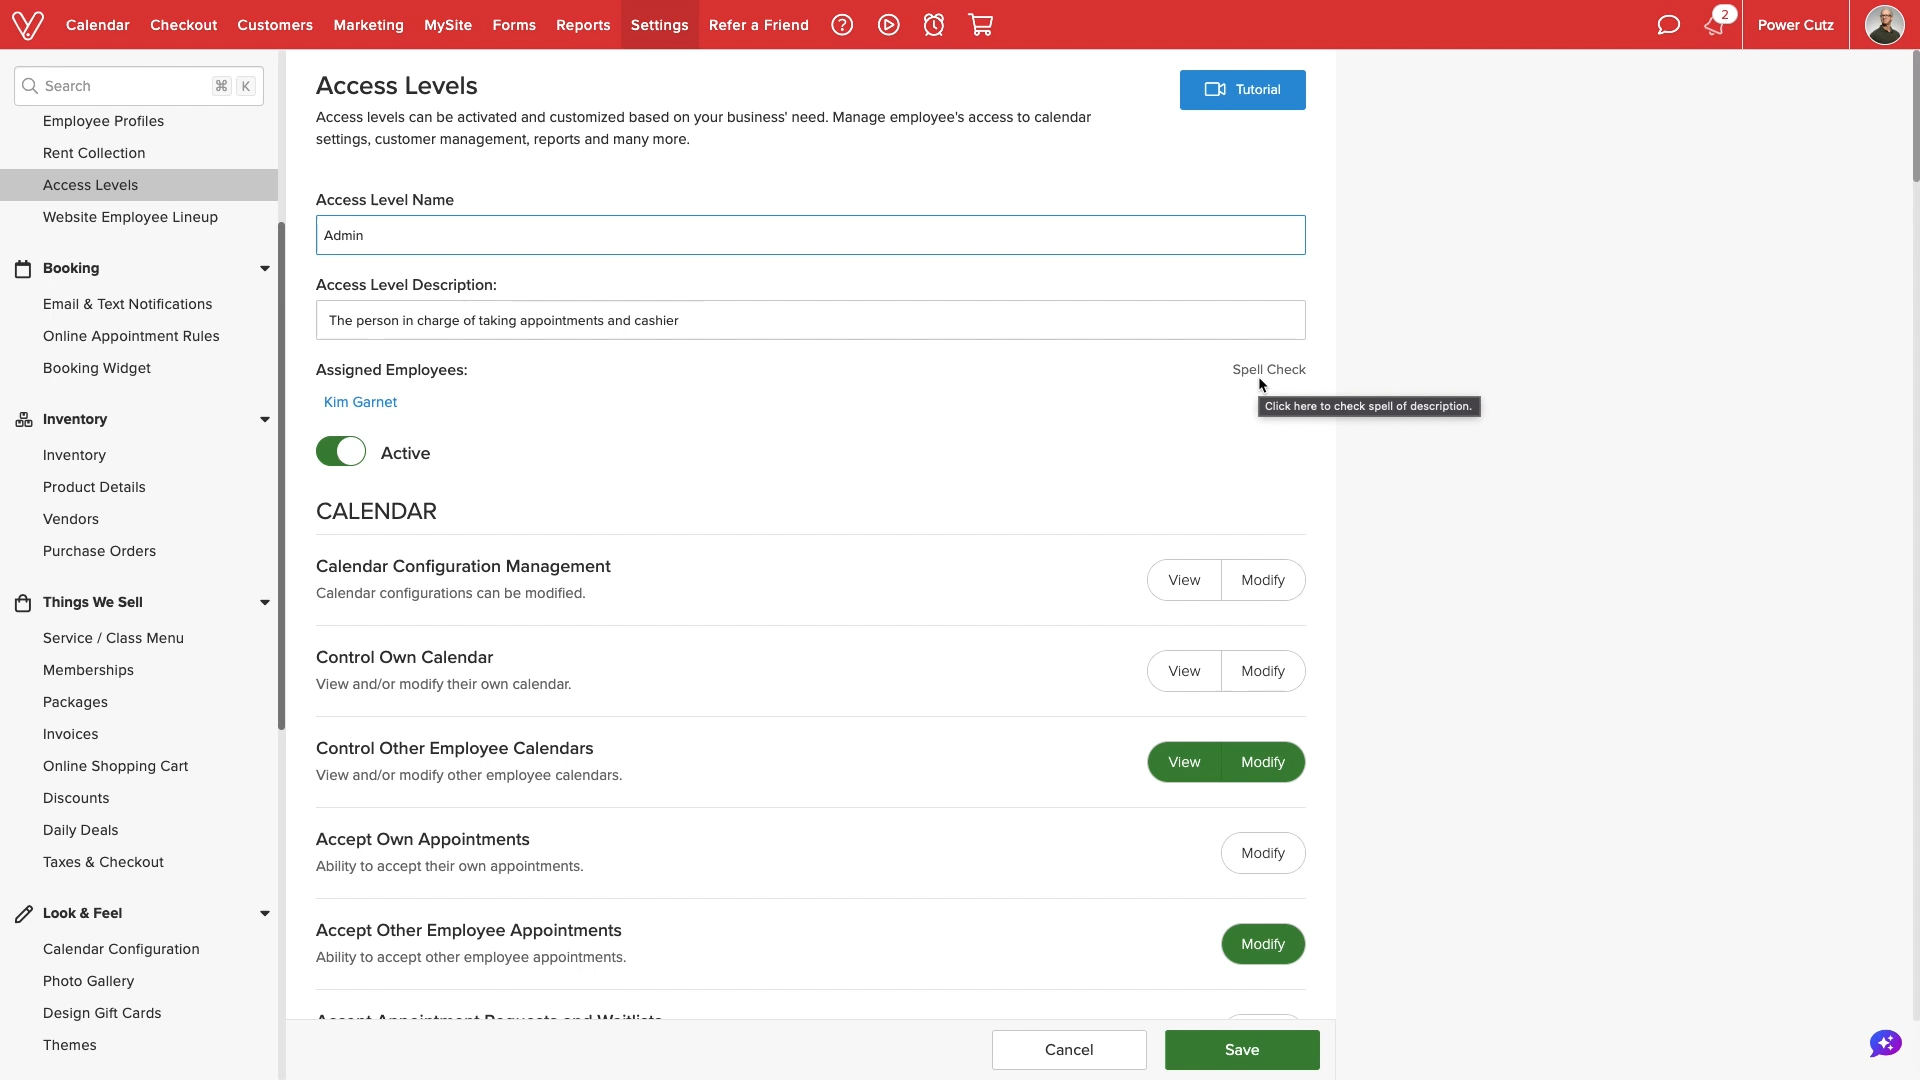 Calendar Checkout Customers Marketing MySite Forms Reports Settings Refer a Friend 2 Power Cutz
Search ⌘ K
Employee Profiles
Rent Collection
Access Levels
Website Employee Lineup
Booking
Email & Text Notifications
Online Appointment Rules
Booking Widget
Inventory
Inventory
Product Details
Vendors
Purchase Orders
Things We Sell
Service / Class Menu
Memberships
Packages
Invoices
Online Shopping Cart
Discounts
Daily Deals
Taxes & Checkout
Look & Feel
Calendar Configuration
Photo Gallery
Design Gift Cards
Themes
Access Levels
Tutorial
Access levels can be activated and customized based on your business' need. Manage employee's access to calendar
settings, customer management, reports and many more.
Access Level Name
Admin
Access Level Description:
The person in charge of taking appointments and cashier
Assigned Employees:
Spell Check
Kim Garnet
Click here to check spell of description.
Active
CALENDAR
Calendar Configuration Management
Calendar configurations can be modified.
View Modify
Control Own Calendar
View and/or modify their own calendar.
View Modify
Control Other Employee Calendars
View and/or modify other employee calendars.
View Modify
Accept Own Appointments
Ability to accept their own appointments.
Modify
Accept Other Employee Appointments
Ability to accept other employee appointments.
Modify
Accept Appointment Requests and Waitlists
Cancel Save